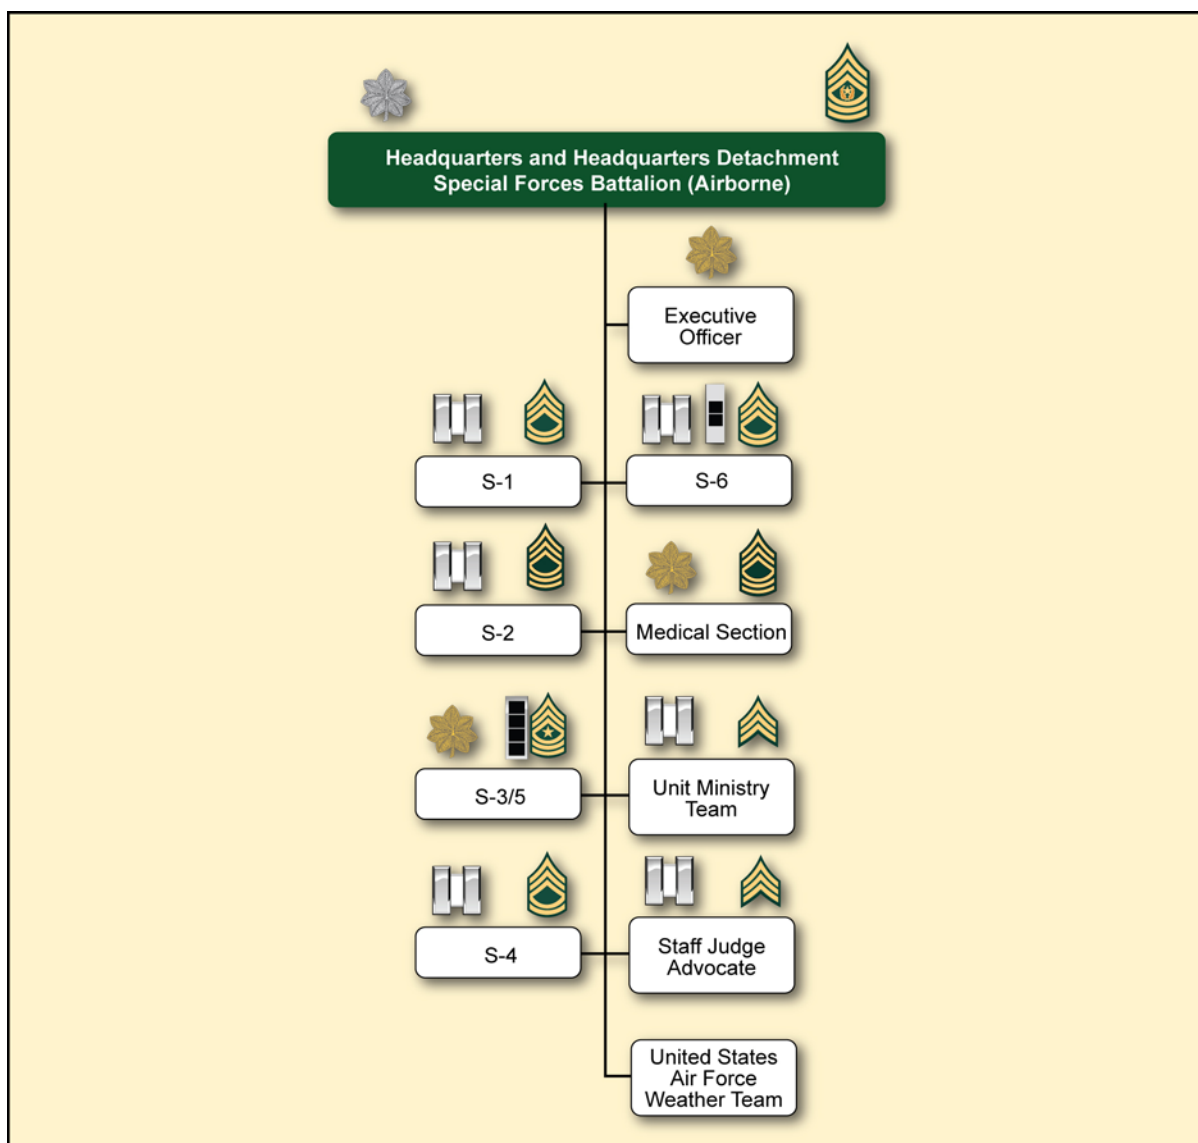 Headquarters and Headquarters Detachment
Special Forces Battalion (Airborne)
Executive
Officer
S-1
S-6
S-2
Medical Section
S-3/5
Unit Ministry
Team
S-4
Staff Judge
Advocate
United States
Air Force
Weather Team